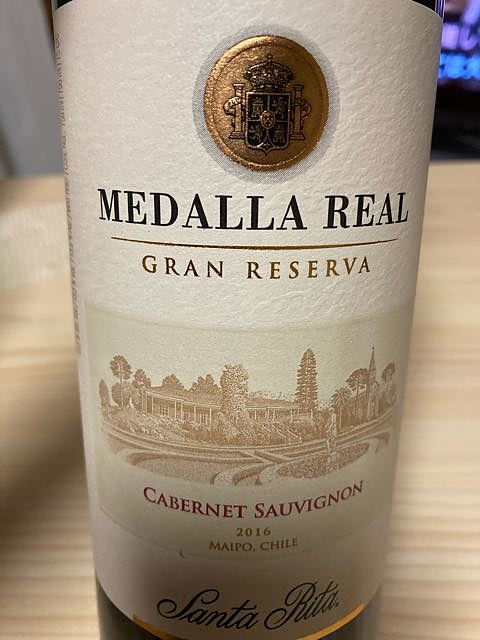 MEDALLA REAL
GRAN RESERVA
CABERNET SAUVIGNON
2016
MAIPO, CHILE
Santa Rita.